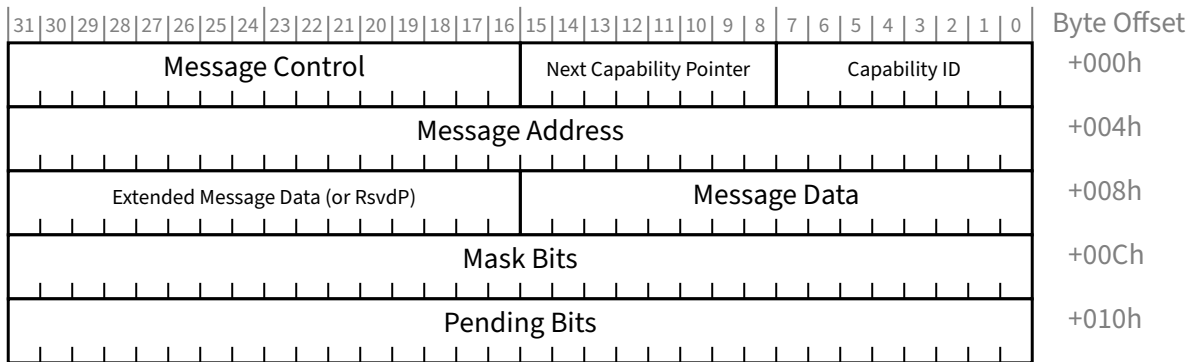 31 30 29 28 27 26 25 24 23 22 21 20 19 18 17 16 15 14 13 12 11 10 9 8 7 6 5 4 3 2 1 0 Byte Offset
Message Control Next Capability Pointer Capability ID +000h
Message Address +004h
Extended Message Data (or RsvdP) Message Data +008h
Mask Bits +00Ch
Pending Bits +010h